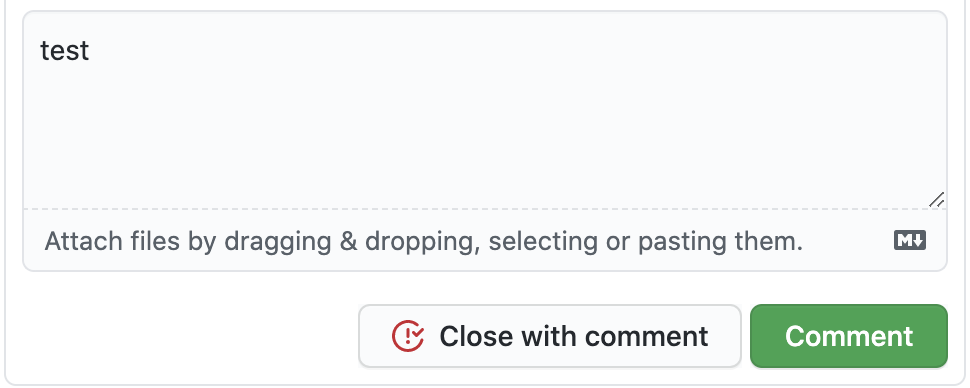 test
Attach files by dragging & dropping, selecting or pasting them.
M
Close with comment
Comment